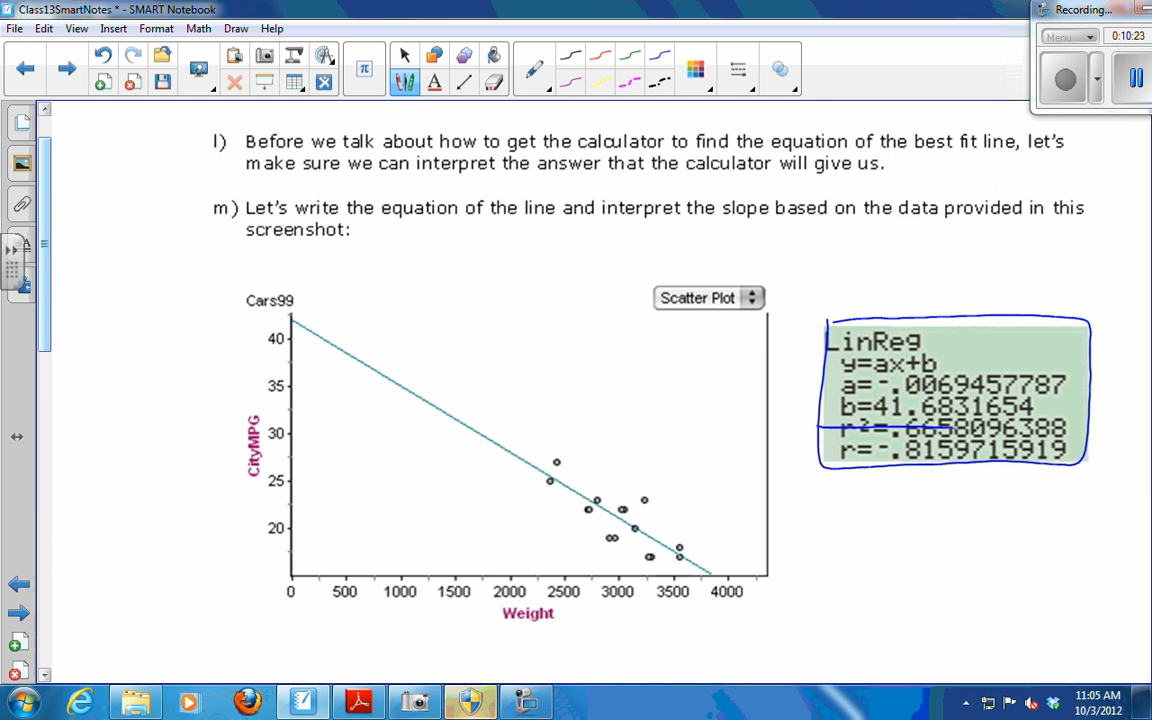 Class13SmartNotes * - SMART Notebook
Recording...
File Edit View Insert Format Math Draw Help
Menu
0:10:23
π
A
l) Before we talk about how to get the calculator to find the equation of the best fit line, let's
make sure we can interpret the answer that the calculator will give us.
m) Let's write the equation of the line and interpret the slope based on the data provided in this
screenshot:
Cars99
Scatter Plot
40
35
30
25
20
CityMPG
0 500 1000 1500 2000 2500 3000 3500 4000
Weight
LinReg
y=ax+b
a=-.0069457787
b=41.6831654
r²=.6658096388
r=-.8159715919
11:05 AM
10/3/2012